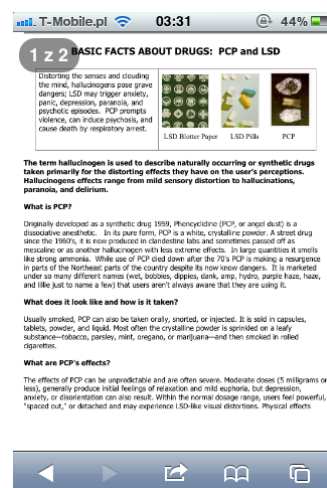 T-Mobile.pl 03:31 44%
1 z 2
BASIC FACTS ABOUT DRUGS: PCP and LSD
Distorting the senses and clouding
the mind, hallucinogens pose grave
dangers; LSD may trigger anxiety,
panic, depression, paranoia, and
psychotic episodes. PCP prompts
violence, can induce psychosis, and
cause death by respiratory arrest.
LSD Blotter Paper LSD Pills PCP
The term hallucinogen is used to describe naturally occurring or synthetic drugs
taken primarily for the distorting effects they have on the user's perceptions.
Hallucinogens effects range from mild sensory distortion to hallucinations,
paranoia, and delirium.
What is PCP?
Originally developed as a synthetic drug 1959, Phencyclidine (PCP, or angel dust) is a
dissociative anesthetic. In its pure form, PCP is a white, crystalline powder. A street drug
since the 1960's, it is now produced in clandestine labs and sometimes passed off as
mescaline or as another hallucinogen with less extreme effects. In large quantities it smells
like strong ammonia. While use of PCP died down after the 70's PCP is making a resurgence
in parts of the Northeast parts of the country despite its now know dangers. It is marketed
under so many different names (wet, bobbies, dippies, dank, amp, hydro, purple haze, haze,
and lilie just to name a few) that users aren't always aware that they are using it.
What does it look like and how is it taken?
Usually smoked, PCP can also be taken orally, snorted, or injected. It is sold in capsules,
tablets, powder, and liquid. Most often the crystalline powder is sprinkled on a leafy
substance—tobacco, parsley, mint, oregano, or marijuana—and then smoked in rolled
cigarettes.
What are PCP's effects?
The effects of PCP can be unpredictable and are often severe. Moderate doses (5 milligrams or
less), generally produce initial feelings of relaxation and mild euphoria, but depression,
anxiety, or disorientation can also result. Within the normal dosage range, users feel powerful,
"spaced out," or detached and may experience LSD-like visual distortions. Physical effects